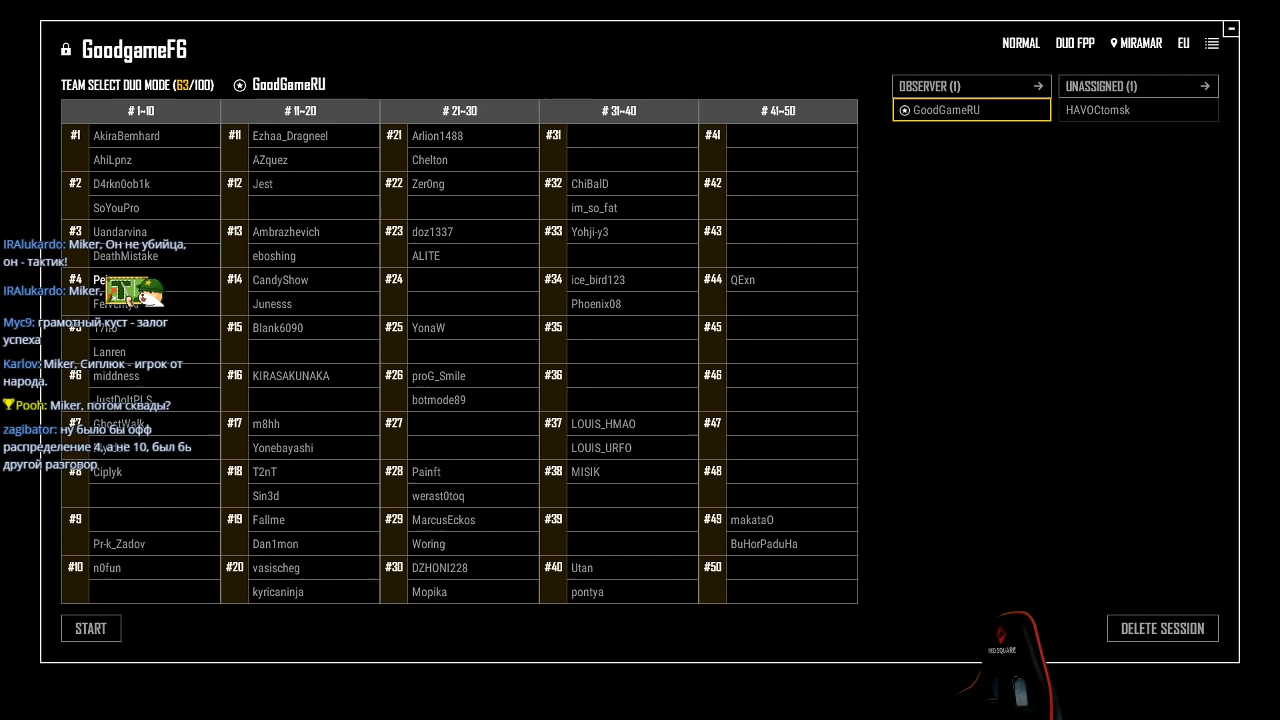 GoodgameF6
NORMAL DUO FPP MIRAMAR EU
TEAM SELECT DUO MODE (63/100) GoodGameRU
OBSERVER (1)
UNASSIGNED (1)
GoodGameRU
HAVOCtomsk
# 1~10 # 11~20 # 21~30 # 31~40 # 41~50
#1 AkiraBernhard #11 Ezhaa_Dragneel #21 Arlion1488 #31 #41
AhiLpnz AZquez Chelton
#2 D4rkn0ob1k #12 Jest #22 Zer0ng #32 ChiBalD #42
SoYouPro im_so_fat
#3 Uandarvina #13 Ambrazhevich #23 doz1337 #33 Yohji-y3 #43
DeathMistake eboshing ALITE
#4 #14 CandyShow #24 #34 ice_bird123 #44 QExn
Junesss Phoenix08
#15 Blank6090 #25 YonaW #35 #45
Lanren
#6 middness #16 KIRASAKUNAKA #26 proG_Smile #36 #46
JustDoItPLS botmode89
#7 GhostWalk #17 m8hh #27 #37 LOUIS_HMAO #47
Yonebayashi LOUIS_URFO
#8 Ciplyk #18 T2nT #28 Painft #38 MISIK #48
Sin3d werast0toq
#9 #19 Fallme #29 MarcusEckos #39 #49 makataO
Pr-k_Zadov Dan1mon Woring BuHorPaduHa
#10 n0fun #20 vasischeg #30 DZHONI228 #40 Utan #50
kyricaninja Mopika pontya
IRAlukardo: Miker, Он не убийца,
он - тактик!
IRAlukardo: Miker,
Myc9: грамотный куст - залог
успеха
Karlov: Miker, Сиплюк - игрок от
народа.
Pooh: Miker, потом сквады?
zagibator: ну было бы офф
распределение 4, а не 10, был бь
другой разговор
START
DELETE SESSION
RED SQUARE